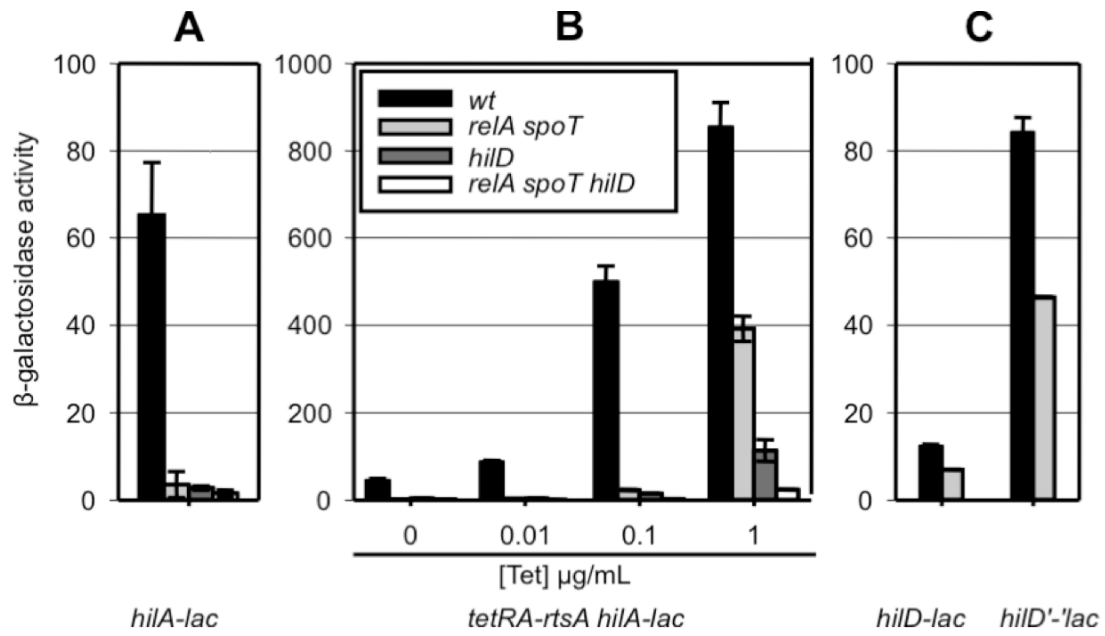 A
B
C
β-galactosidase activity
100
80
60
40
20
0
1000
800
600
400
200
0
wt
relA spoT
hilD
relA spoT hilD
100
80
60
40
20
0
0 0.01 0.1 1
[Tet] µg/mL
hilA-lac
tetRA-rtsA hilA-lac
hilD-lac hilD'-'lac